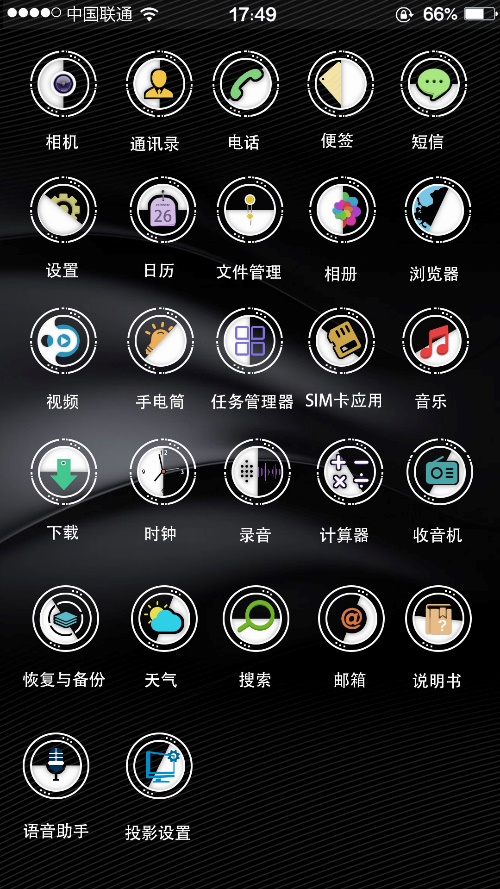 中国联通 17:49 66%
相机 通讯录 电话 便签 短信
26
设置 日历 文件管理 相册 浏览器
视频 手电筒 任务管理器 SIM卡应用 音乐
下载 时钟 录音 计算器 收音机
恢复与备份 天气 搜索 邮箱 说明书
语音助手 投影设置